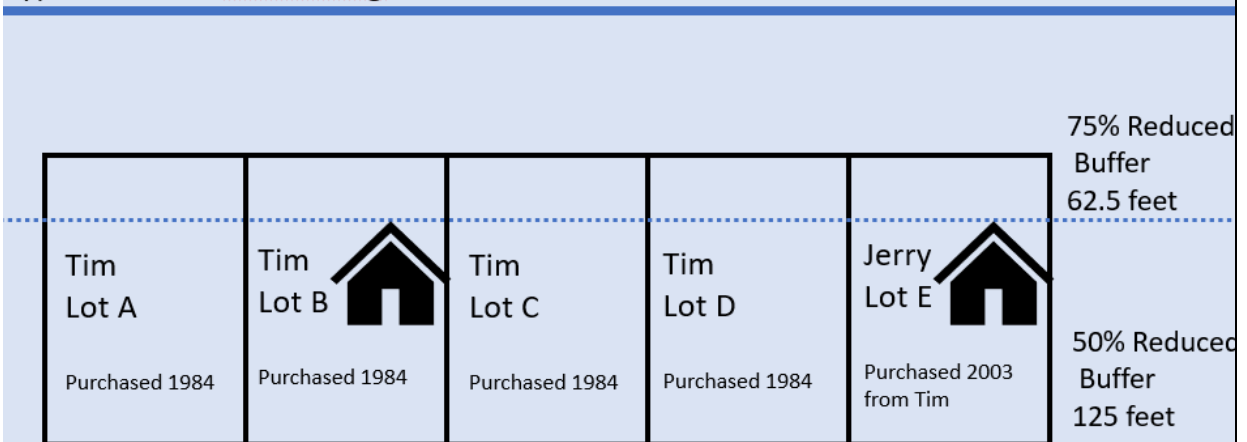 75% Reduced
Buffer
62.5 feet
Tim
Lot A
Purchased 1984
Tim
Lot B
Purchased 1984
Tim
Lot C
Purchased 1984
Tim
Lot D
Purchased 1984
Jerry
Lot E
Purchased 2003
from Tim
50% Reduced
Buffer
125 feet